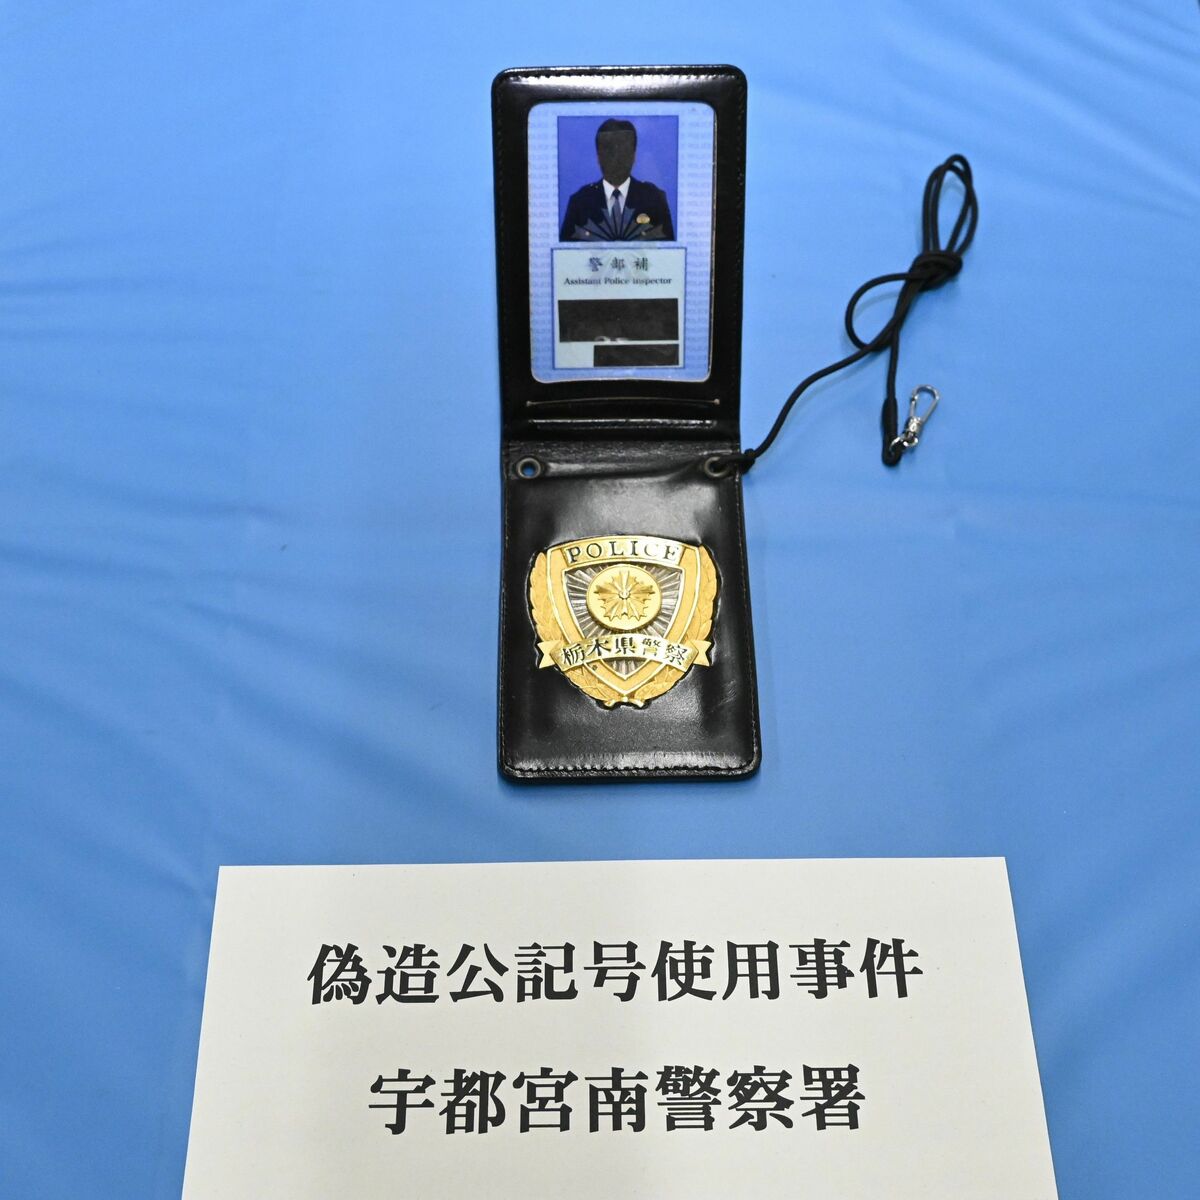 警部補
Assistant Police inspector
POLICE
栃木県警察
偽造公記号使用事件
宇都宮南警察署